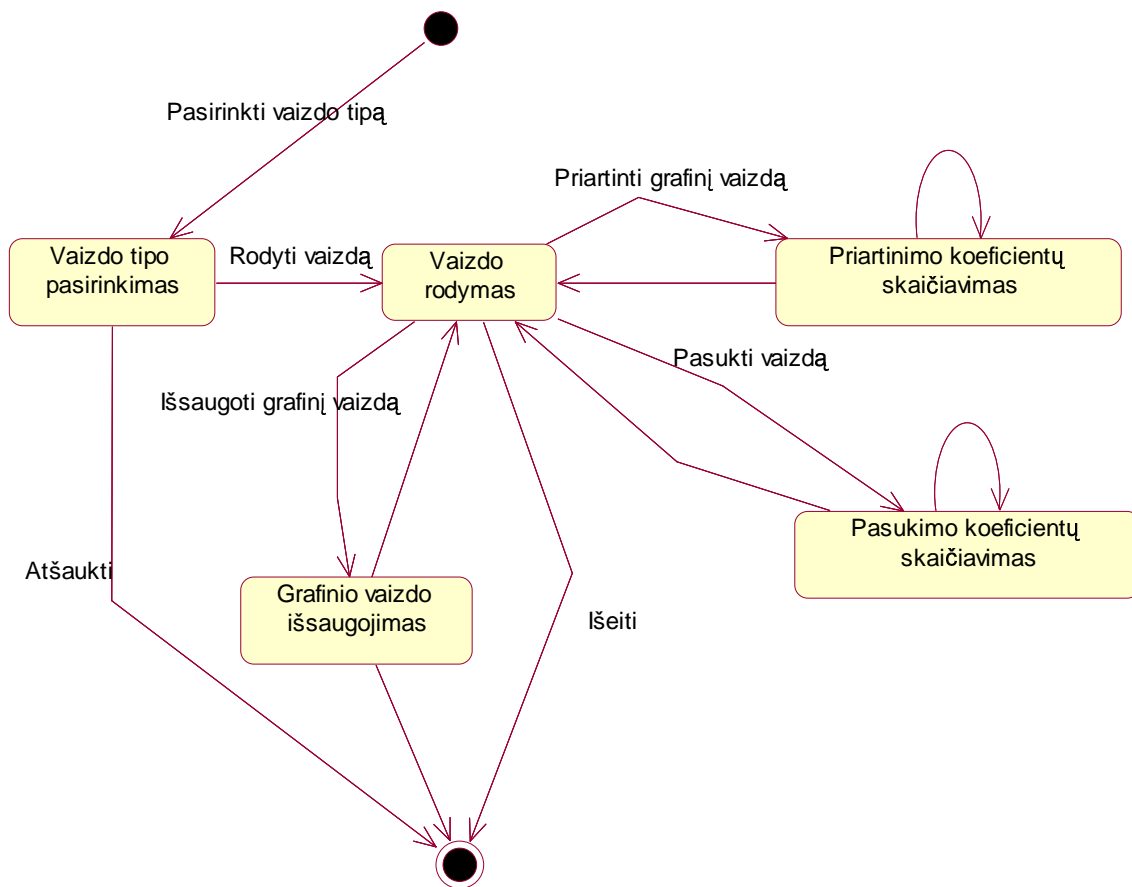 Pasirinkti vaizdo tipą
Priartinti grafinį vaizdą
Vaizdo tipo
pasirinkimas
Rodyti vaizdą
Vaizdo
rodymas
Priartinimo koeficientų
skaičiavimas
Pasukti vaizdą
Išsaugoti grafinį vaizdą
Pasukimo koeficientų
skaičiavimas
Atšaukti
Grafinio vaizdo
išsaugojimas
Išeiti